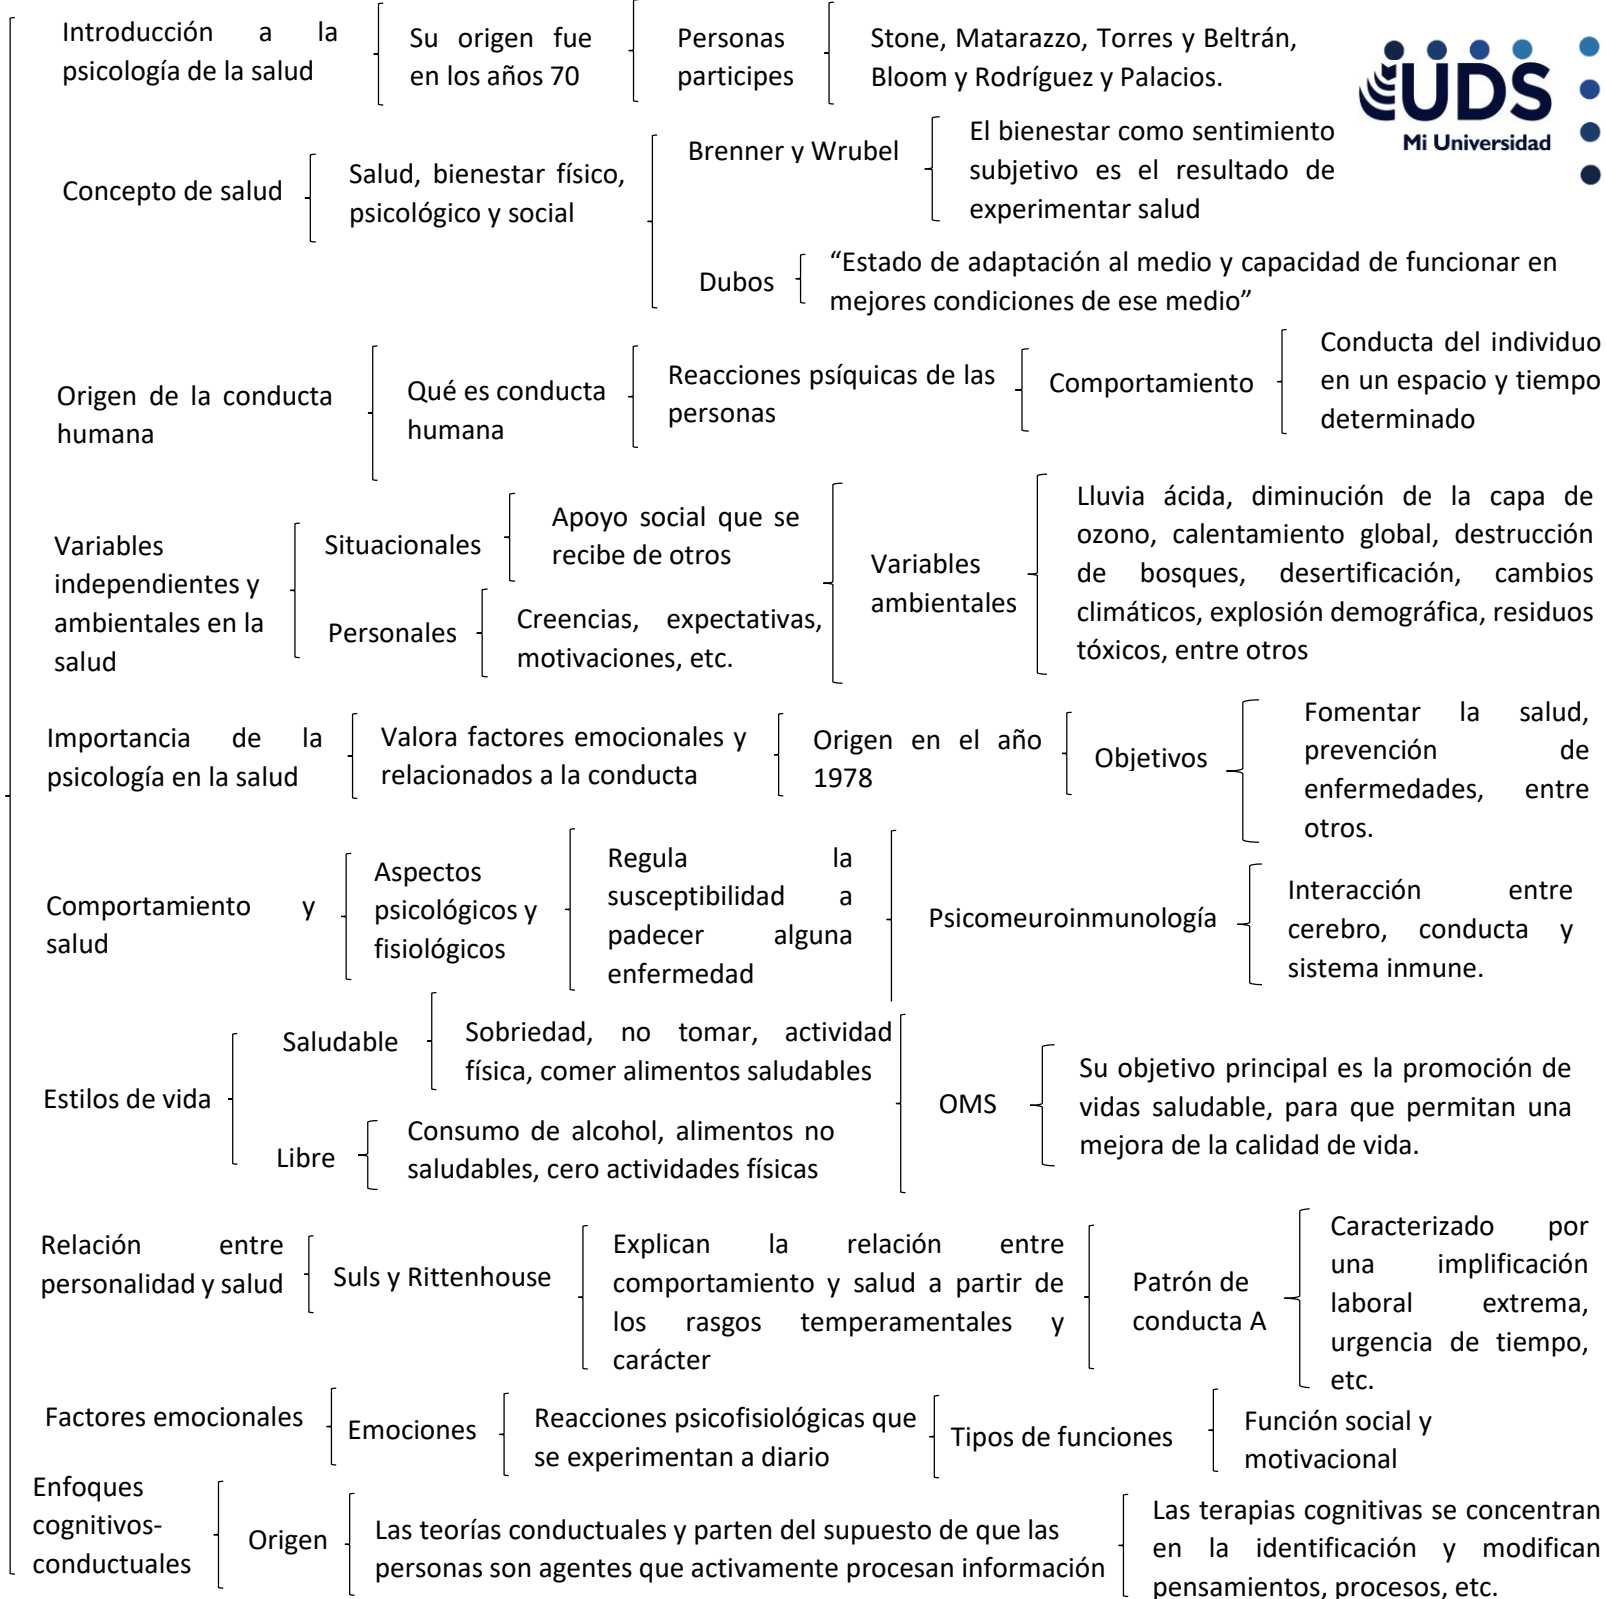 Introducción a la
psicología de la salud
Su origen fue
en los años 70
Personas
participes
Stone, Matarazzo, Torres y Beltrán,
Bloom y Rodríguez y Palacios.
UDS
Mi Universidad
Concepto de salud
Salud, bienestar físico,
psicológico y social
Brenner y Wrubel
El bienestar como sentimiento
subjetivo es el resultado de
experimentar salud
Dubos
“Estado de adaptación al medio y capacidad de funcionar en
mejores condiciones de ese medio”
Origen de la conducta
humana
Qué es conducta
humana
Reacciones psíquicas de las
personas
Comportamiento
Conducta del individuo
en un espacio y tiempo
determinado
Variables
independientes y
ambientales en la
salud
Situacionales
Apoyo social que se
recibe de otros
Personales
Creencias, expectativas,
motivaciones, etc.
Variables
ambientales
Lluvia ácida, diminución de la capa de
ozono, calentamiento global, destrucción
de bosques, desertificación, cambios
climáticos, explosión demográfica, residuos
tóxicos, entre otros
Importancia de la
psicología en la salud
Valora factores emocionales y
relacionados a la conducta
Origen en el año
1978
Objetivos
Fomentar la salud,
prevención de
enfermedades, entre
otros.
Comportamiento y
salud
Aspectos
psicológicos y
fisiológicos
Regula la
susceptibilidad a
padecer alguna
enfermedad
Psicomeuroinmunología
Interacción entre
cerebro, conducta y
sistema inmune.
Estilos de vida
Saludable
Sobriedad, no tomar, actividad
física, comer alimentos saludables
Libre
Consumo de alcohol, alimentos no
saludables, cero actividades físicas
OMS
Su objetivo principal es la promoción de
vidas saludable, para que permitan una
mejora de la calidad de vida.
Relación entre
personalidad y salud
Suls y Rittenhouse
Explican la relación entre
comportamiento y salud a partir de
los rasgos temperamentales y
carácter
Patrón de
conducta A
Caracterizado por
una implificación
laboral extrema,
urgencia de tiempo,
etc.
Factores emocionales
Emociones
Reacciones psicofisiológicas que
se experimentan a diario
Tipos de funciones
Función social y
motivacional
Enfoques
cognitivos-
conductuales
Origen
Las teorías conductuales y parten del supuesto de que las
personas son agentes que activamente procesan información
Las terapias cognitivas se concentran
en la identificación y modifican
pensamientos, procesos, etc.